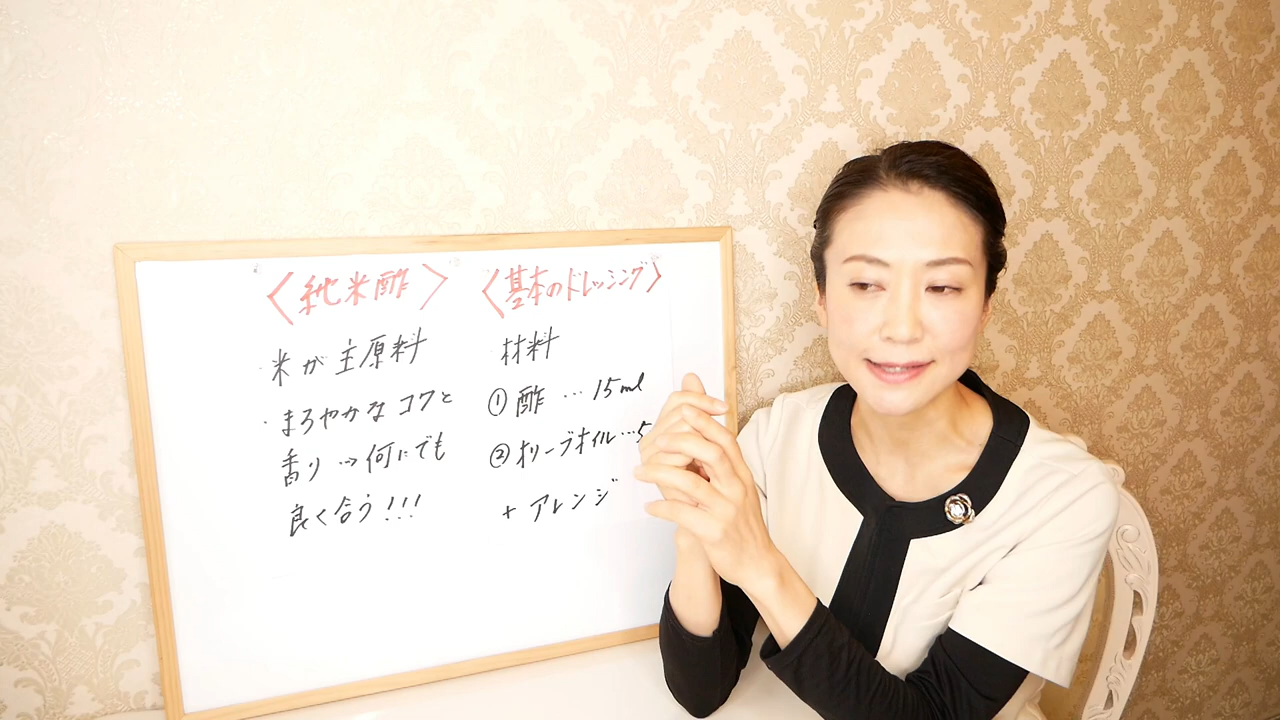 〈純米酢〉
・米が主原料
・まろやかなコクと
香り→何にでも
良く合う!!!
〈基本のドレッシング〉
材料
①酢…15ml
②オリーブオイル…5
+アレンジ